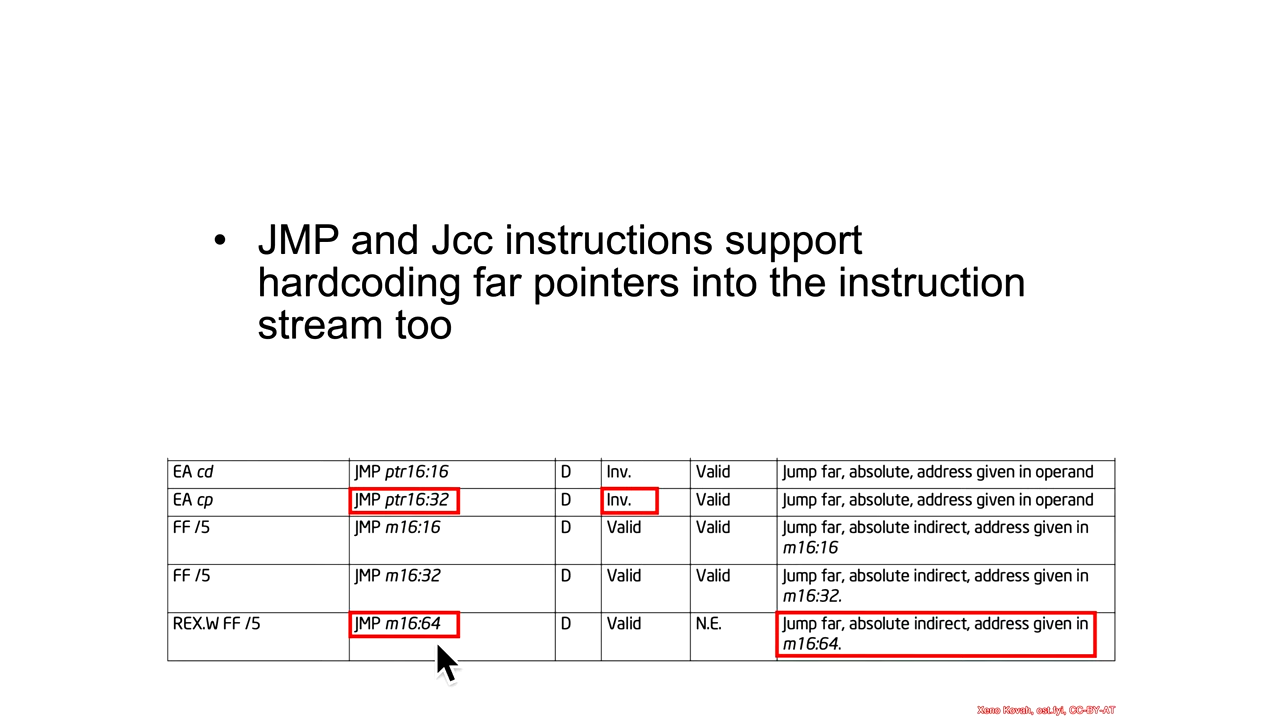 • JMP and Jcc instructions support
hardcoding far pointers into the instruction
stream too
EA cd JMP ptr16:16 D Inv. Valid Jump far, absolute, address given in operand
EA cp JMP ptr16:32 D Inv. Valid Jump far, absolute, address given in operand
FF /5 JMP m16:16 D Valid Valid Jump far, absolute indirect, address given in
m16:16
FF /5 JMP m16:32 D Valid Valid Jump far, absolute indirect, address given in
m16:32.
REX.W FF /5 JMP m16:64 D Valid N.E. Jump far, absolute indirect, address given in
m16:64.
Xeno Kovah, ost.fyi, CC-BY-AT